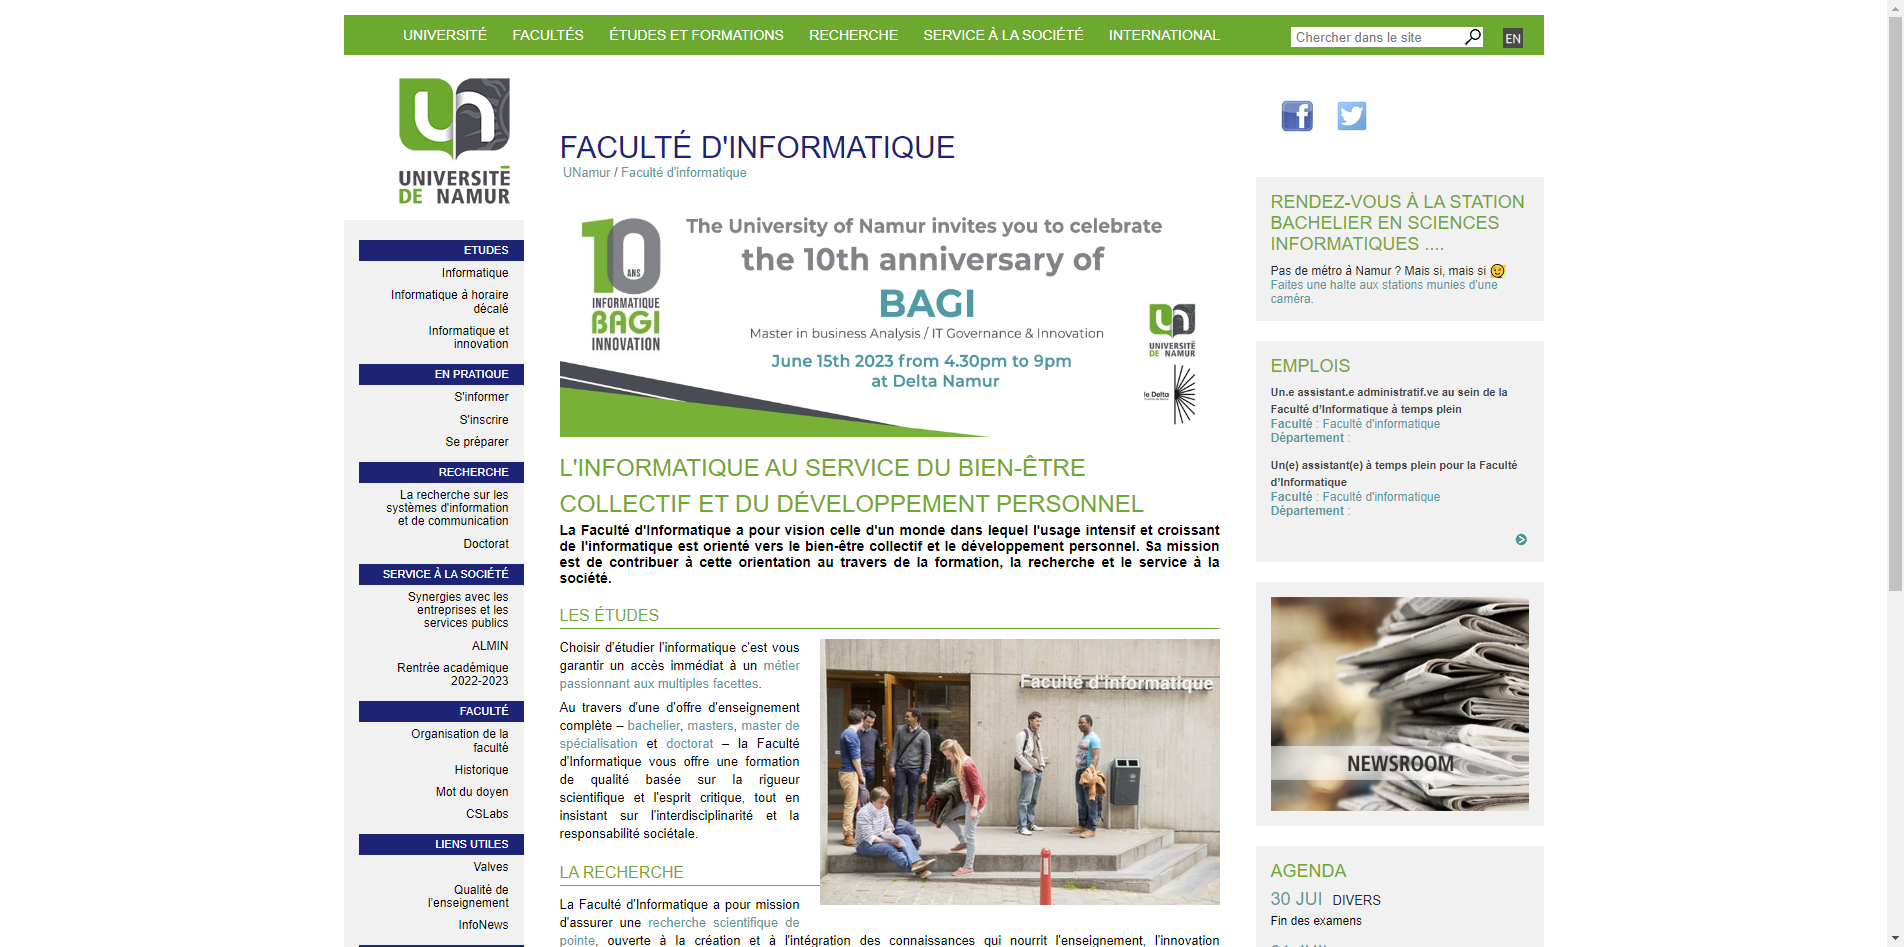 UNIVERSITÉ FACULTÉS ÉTUDES ET FORMATIONS RECHERCHE SERVICE À LA SOCIÉTÉ INTERNATIONAL
Chercher dans le site
EN
UNIVERSITÉ
DE NAMUR
FACULTÉ D'INFORMATIQUE
UNamur / Faculté d'informatique
ETUDES
Informatique
Informatique à horaire
décalé
Informatique et
innovation
EN PRATIQUE
S'informer
S'inscrire
Se préparer
RECHERCHE
La recherche sur les
systèmes d'information
et de communication
Doctorat
SERVICE À LA SOCIÉTÉ
Synergies avec les
entreprises et les
services publics
ALMIN
Rentrée académique
2022-2023
FACULTÉ
Organisation de la
faculté
Historique
Mot du doyen
CSLabs
LIENS UTILES
Valves
Qualité de
l'enseignement
InfoNews
10
ANS
INFORMATIQUE
BAGI
INNOVATION
The University of Namur invites you to celebrate
the 10th anniversary of
BAGI
Master in business Analysis / IT Governance & Innovation
June 15th 2023 from 4.30pm to 9pm
at Delta Namur
UNIVERSITÉ
DE NAMUR
le Delta
L'INFORMATIQUE AU SERVICE DU BIEN-ÊTRE
COLLECTIF ET DU DÉVELOPPEMENT PERSONNEL
La Faculté d'Informatique a pour vision celle d'un monde dans lequel l'usage intensif et croissant
de l'informatique est orienté vers le bien-être collectif et le développement personnel. Sa mission
est de contribuer à cette orientation au travers de la formation, la recherche et le service à la
société.
LES ÉTUDES
Choisir d'étudier l'informatique c'est vous
garantir un accès immédiat à un métier
passionnant aux multiples facettes.
Au travers d'une d'offre d'enseignement
complète – bachelier, masters, master de
spécialisation et doctorat – la Faculté
d'Informatique vous offre une formation
de qualité basée sur la rigueur
scientifique et l'esprit critique, tout en
insistant sur l'interdisciplinarité et la
responsabilité sociétale.
Faculté d'informatique
LA RECHERCHE
La Faculté d'Informatique a pour mission
d'assurer une recherche scientifique de
pointe, ouverte à la création et à l'intégration des connaissances qui nourrit l'enseignement, l'innovation
RENDEZ-VOUS À LA STATION
BACHELIER EN SCIENCES
INFORMATIQUES ....
Pas de métro à Namur ? Mais si, mais si 😉
Faites une halte aux stations munies d'une
caméra.
EMPLOIS
Un.e assistant.e administratif.ve au sein de la
Faculté d'Informatique à temps plein
Faculté : Faculté d'informatique
Département :
Un(e) assistant(e) à temps plein pour la Faculté
d'Informatique
Faculté : Faculté d'informatique
Département :
NEWSROOM
AGENDA
30 JUI DIVERS
Fin des examens